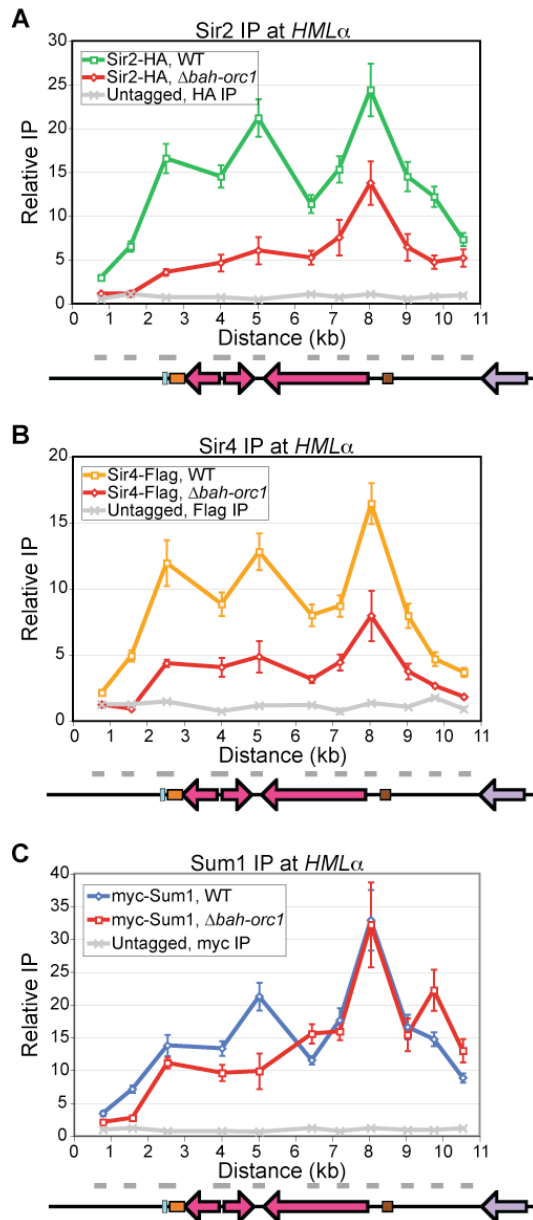 A
Sir2 IP at HMLα
Sir2-HA, WT
Sir2-HA, Δbah-orc1
Untagged, HA IP
Relative IP
30
25
20
15
10
5
0
0 1 2 3 4 5 6 7 8 9 10 11
Distance (kb)
B
Sir4 IP at HMLα
Sir4-Flag, WT
Sir4-Flag, Δbah-orc1
Untagged, Flag IP
Relative IP
20
15
10
5
0
0 1 2 3 4 5 6 7 8 9 10 11
Distance (kb)
C
Sum1 IP at HMLα
myc-Sum1, WT
myc-Sum1, Δbah-orc1
Untagged, myc IP
Relative IP
40
35
30
25
20
15
10
5
0
0 1 2 3 4 5 6 7 8 9 10 11
Distance (kb)